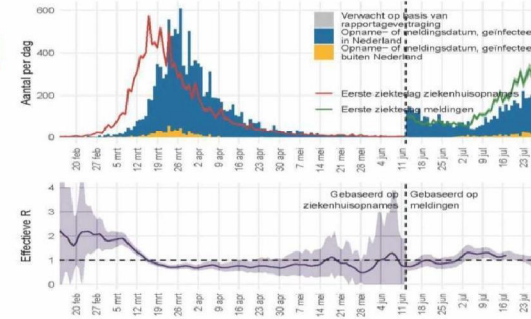 600
400
200
0
Aantal per dag
Verwacht op basis van
rapportagevertraging
Opname- of meldingsdatum, geïnfectee
in Nederland
Opname- of meldingsdatum, geïnfectee
buiten Nederland
Eerste ziektedag ziekenhuisopnames
Eerste ziektedag meldingen
20 feb
27 feb
5 mrt
12 mrt
19 mrt
26 mrt
2 apr
9 apr
16 apr
23 apr
30 apr
7 mei
14 mei
21 mei
28 mei
4 jun
11 jun
18 jun
25 jun
2 jul
9 jul
16 jul
23 jul
4
3
2
1
0
Effectieve R
Gebaseerd op
ziekenhuisopnames
Gebaseerd op
meldingen
20 feb
27 feb
5 mrt
12 mrt
19 mrt
26 mrt
2 apr
9 apr
16 apr
23 apr
30 apr
7 mei
14 mei
21 mei
28 mei
4 jun
11 jun
18 jun
25 jun
2 jul
9 jul
16 jul
23 jul